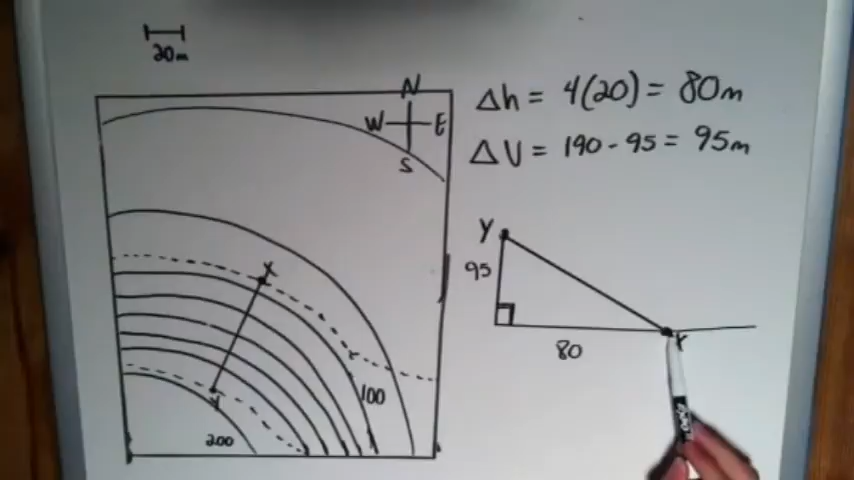 20m
N
W E
S
Δh = 4(20) = 80m
ΔV = 190 - 95 = 95m
X
Y
100
200
Y
95
80